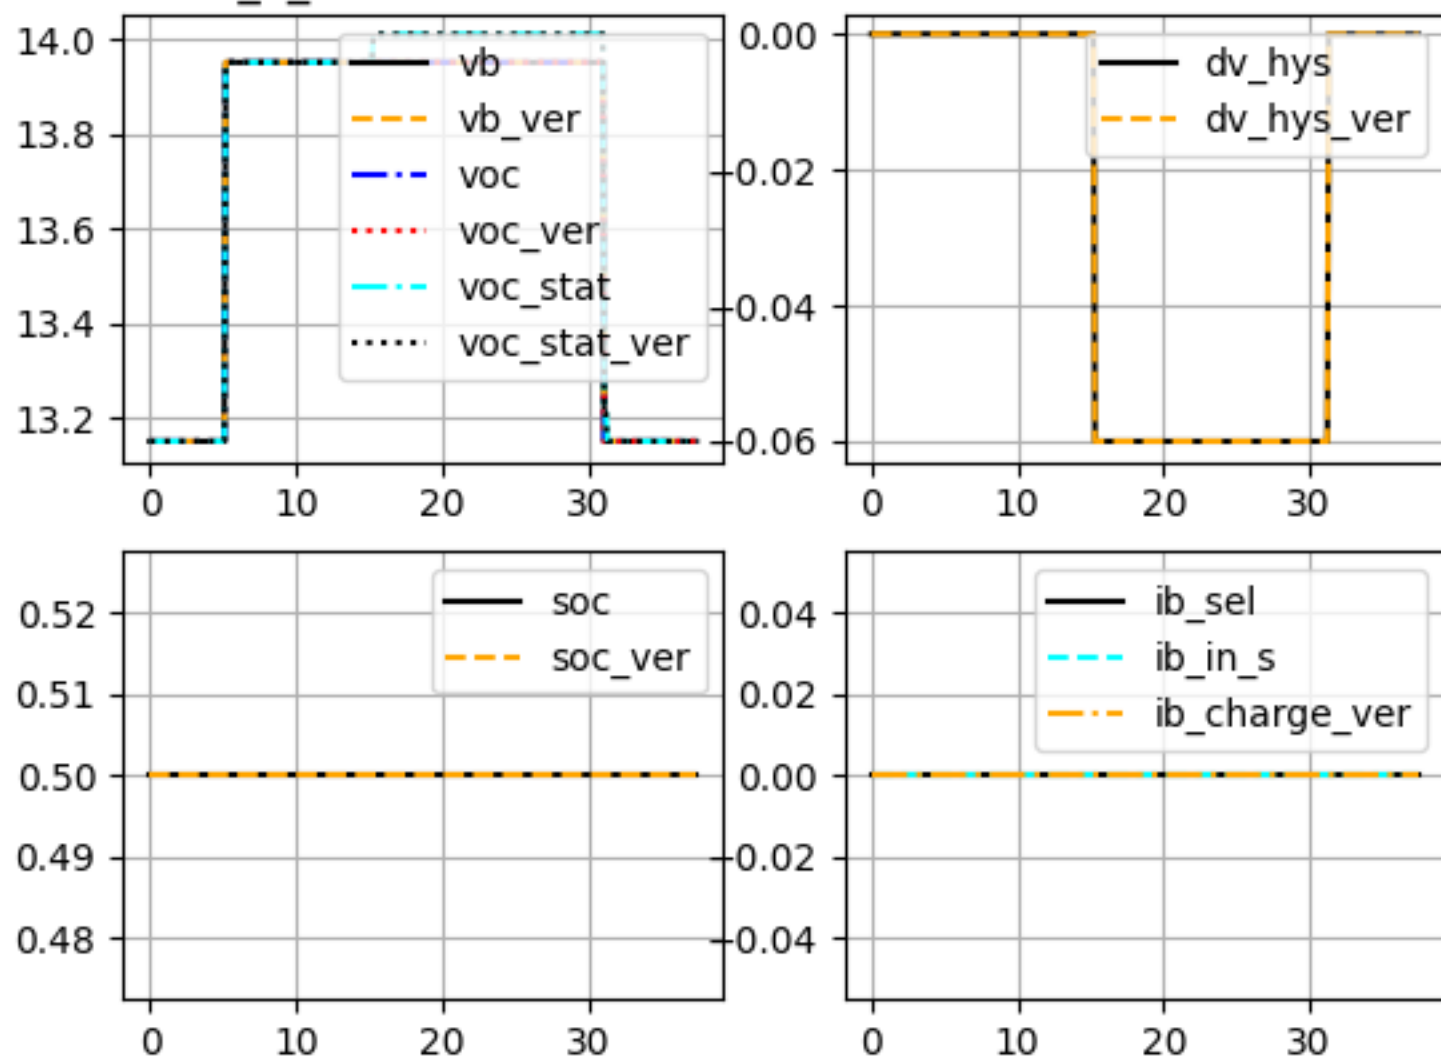 14.0
13.8
13.6
13.4
13.2
0 10 20 30
vb
vb_ver
voc
voc_ver
voc_stat
voc_stat_ver
0.00
-0.02
-0.04
-0.06
0 10 20 30
dv_hys
dv_hys_ver
0.52
0.51
0.50
0.49
0.48
0 10 20 30
soc
soc_ver
0.04
0.02
0.00
-0.02
-0.04
0 10 20 30
ib_sel
ib_in_s
ib_charge_ver